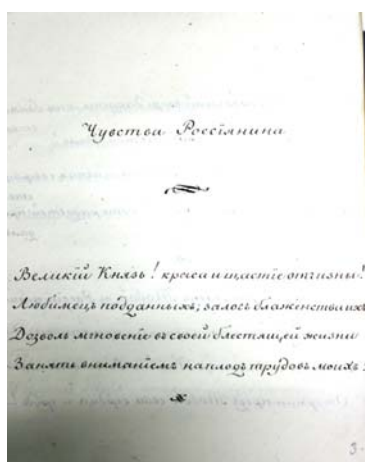 Чувства Россіянина
Великій Князь! краса и щастіе отчизны!
Любимецъ подданныхъ, залогъ блаженства ихъ
Дозволь мгновеніе въ своей блестящей жизни
Занять вниманіемъ на плодъ трудовъ моихъ:
3